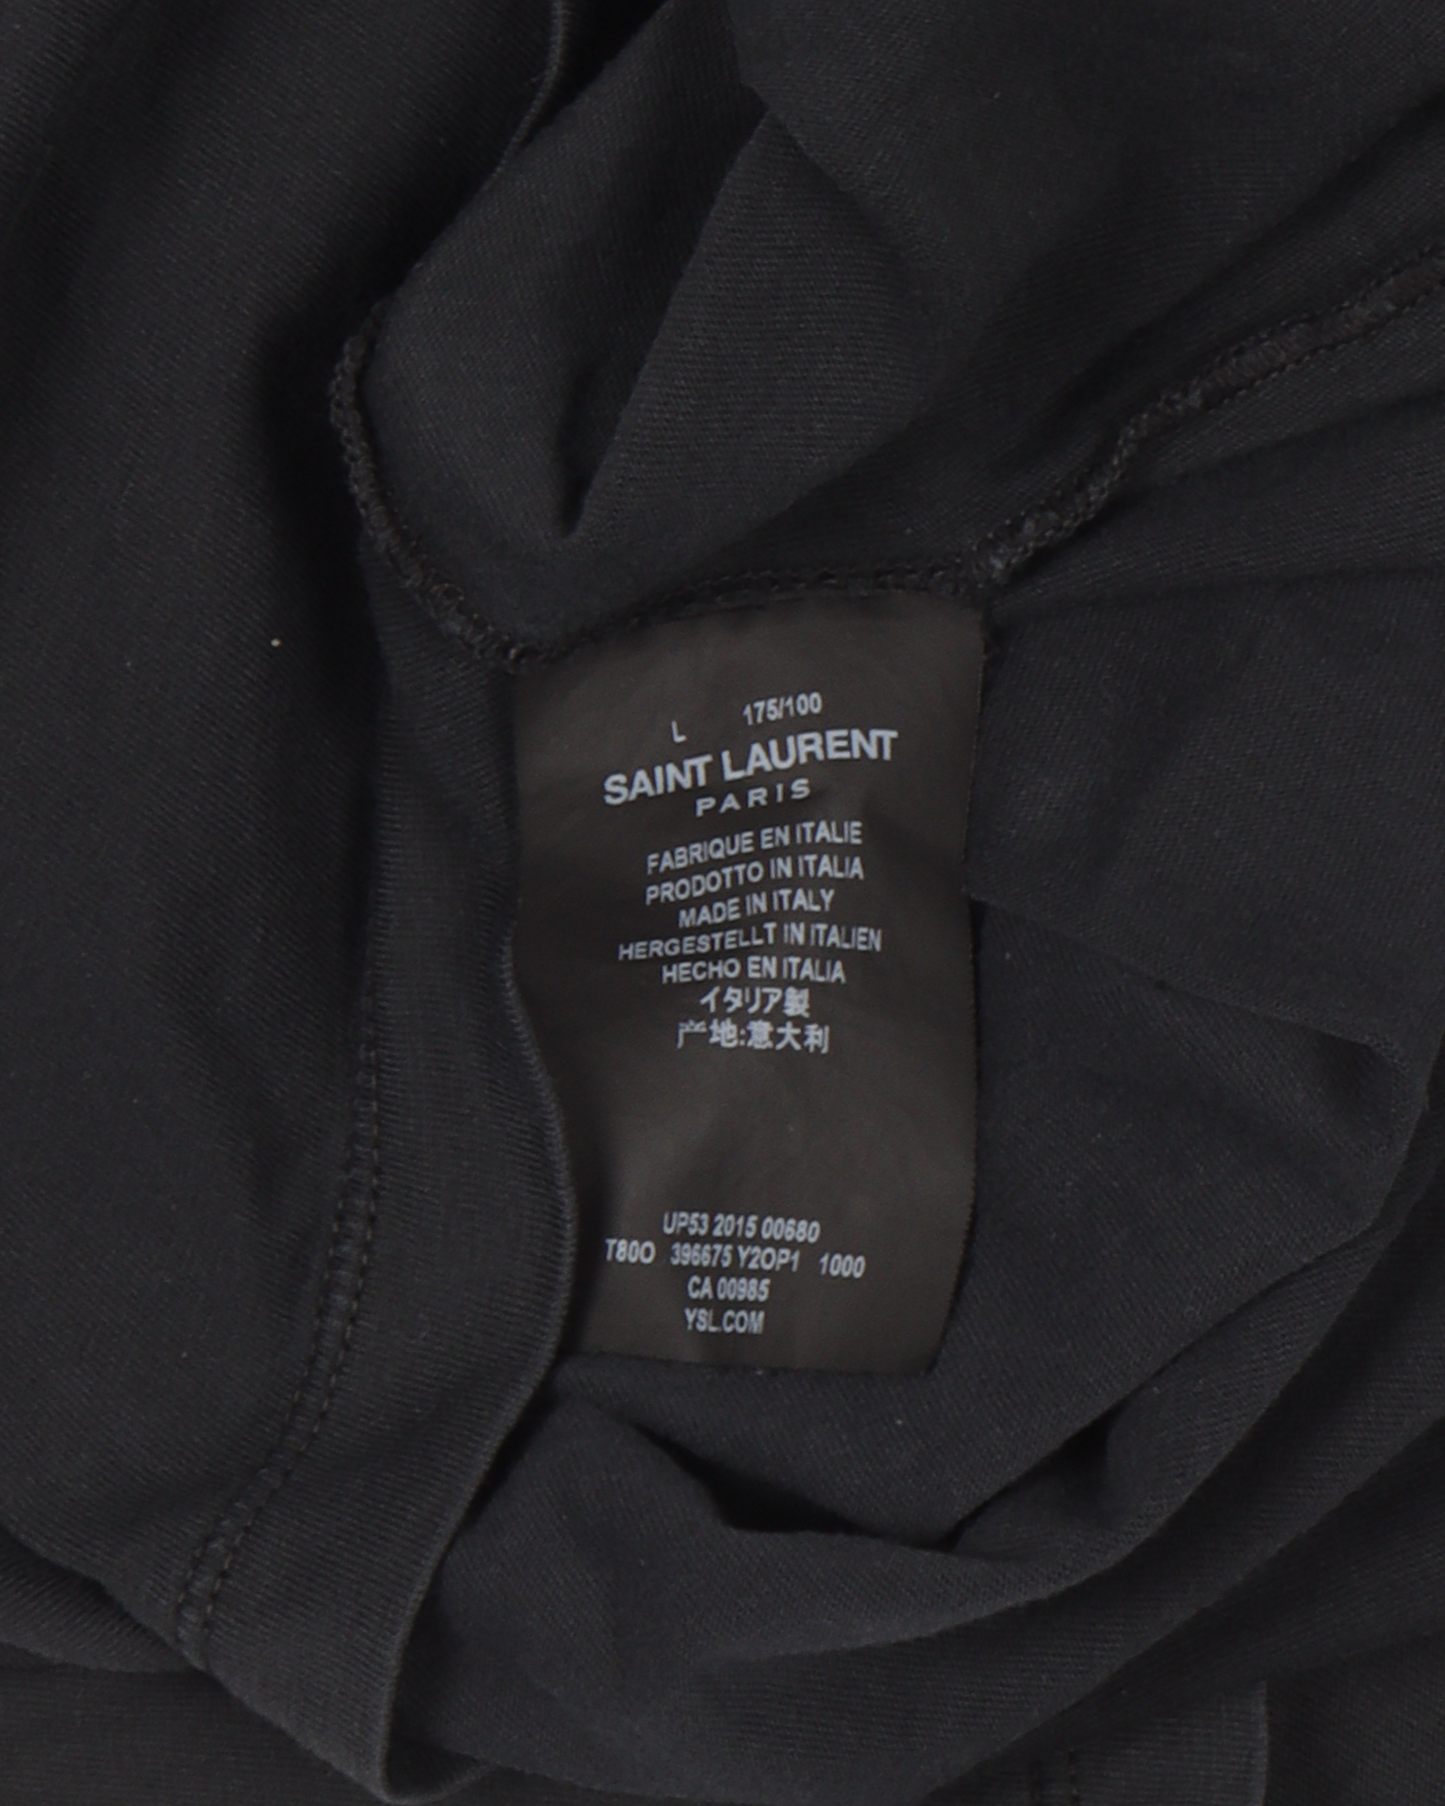 L 175/100
SAINT LAURENT
PARIS
FABRIQUE EN ITALIE
PRODOTTO IN ITALIA
MADE IN ITALY
HERGESTELLT IN ITALIEN
HECHO EN ITALIA
イタリア製
产地:意大利
UP53 2015 00680
T80O 396675 Y2OP1 1000
CA 00985
YSL.COM